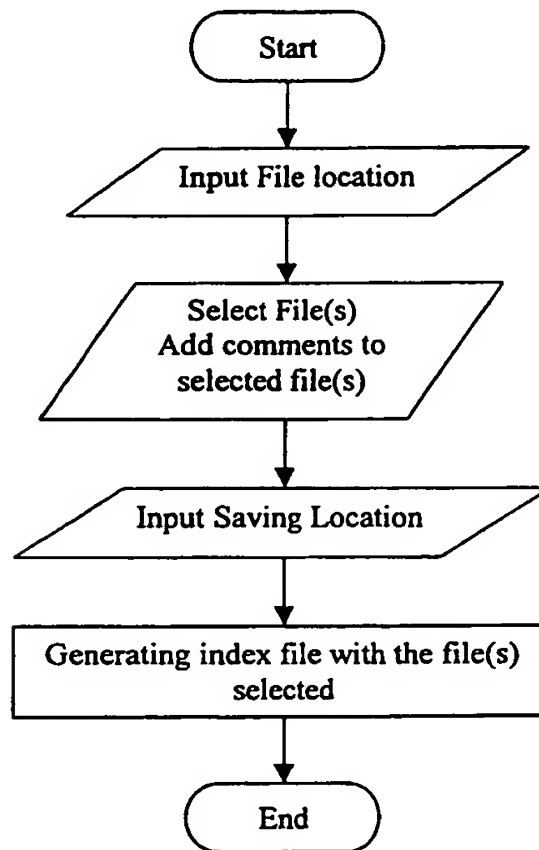 Start
Input File location
Select File(s)
Add comments to
selected file(s)
Input Saving Location
Generating index file with the file(s)
selected
End